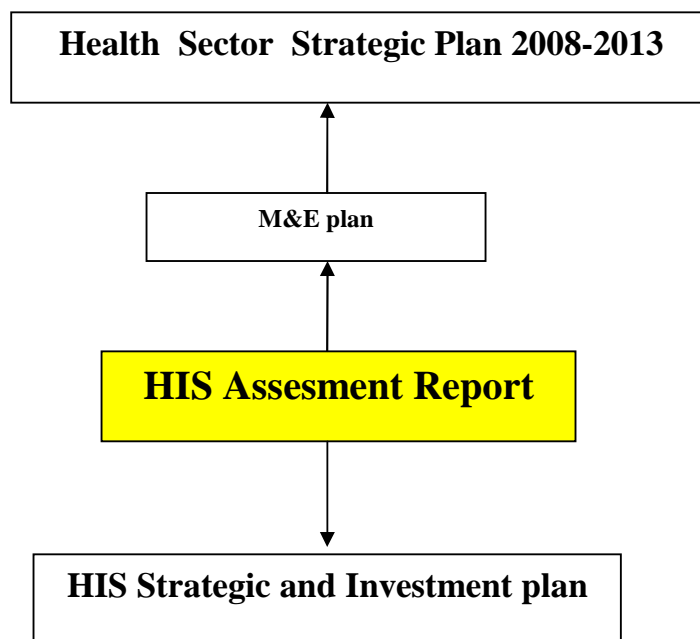 Health Sector Strategic Plan 2008-2013
M&E plan
HIS Assesment Report
HIS Strategic and Investment plan